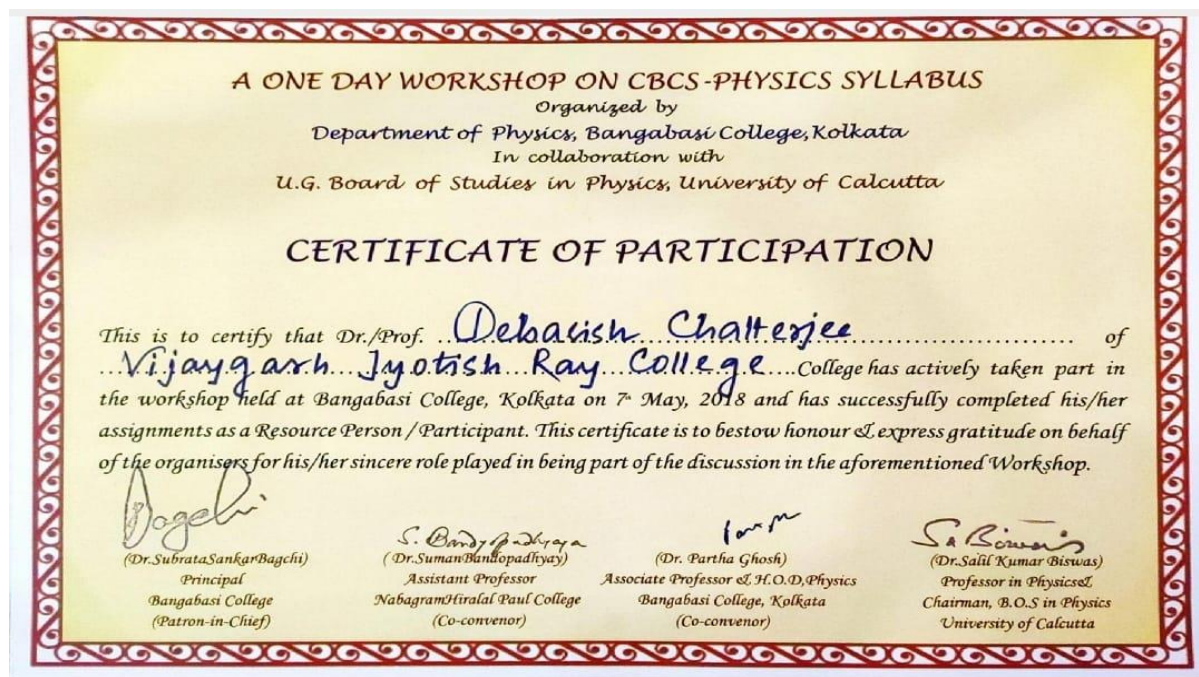 A ONE DAY WORKSHOP ON CBCS-PHYSICS SYLLABUS
Organized by
Department of Physics, Bangabasi College, Kolkata
In collaboration with
U.G. Board of Studies in Physics, University of Calcutta
CERTIFICATE OF PARTICIPATION
This is to certify that Dr./Prof. Debasish Chatterjee of
Vijaygarh Jyotish Ray College College has actively taken part in
the workshop held at Bangabasi College, Kolkata on 7th May, 2018 and has successfully completed his/her
assignments as a Resource Person / Participant. This certificate is to bestow honour & express gratitude on behalf
of the organisers for his/her sincere role played in being part of the discussion in the aforementioned Workshop.
Bagchi S. Bandyopadhyaya
(Dr.SubrataSankarBagchi) (Dr.SumanBandopadhyay) (Dr. Partha Ghosh) (Dr.Salil Kumar Biswas)
Principal Assistant Professor Associate Professor & H.O.D,Physics Professor in Physics&
Bangabasi College NabagramHiralal Paul College Bangabasi College, Kolkata Chairman, B.O.S in Physics
(Patron-in-Chief) (Co-convenor) (Co-convenor) University of Calcutta